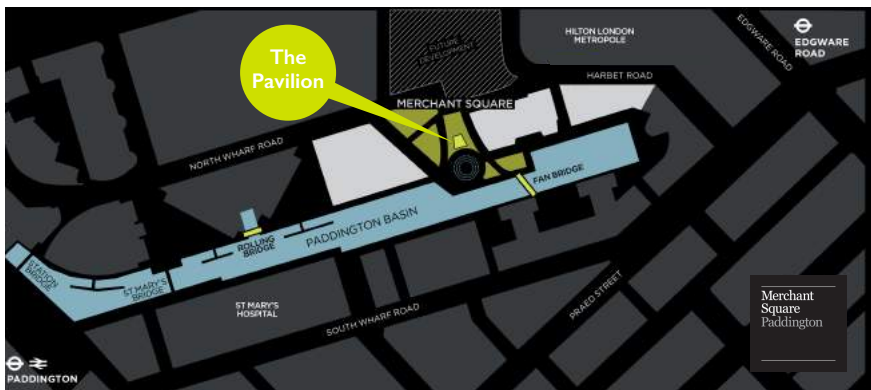 The
Pavilion
FUTURE
DEVELOPMENT
HILTON LONDON
METROPOLE
EDGWARE ROAD
EDGWARE
ROAD
HARBET ROAD
MERCHANT SQUARE
NORTH WHARF ROAD
FAN BRIDGE
PADDINGTON BASIN
ROLLING
BRIDGE
STATION
BRIDGE
ST MARY'S
BRIDGE
ST MARY'S
HOSPITAL
SOUTH WHARF ROAD
PRAED STREET
Merchant
Square
Paddington
PADDINGTON